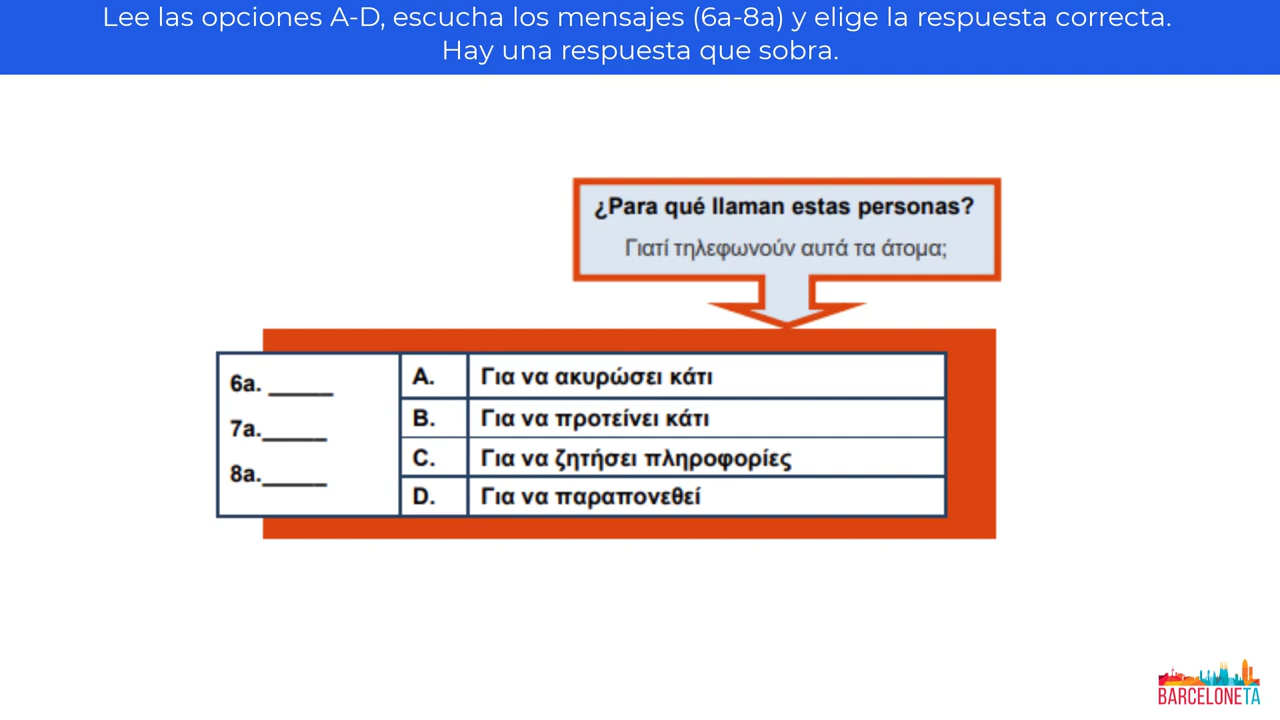 Lee las opciones A-D, escucha los mensajes (6a-8a) y elige la respuesta correcta.
Hay una respuesta que sobra.
¿Para qué llaman estas personas?
Γιατί τηλεφωνούν αυτά τα άτομα;
6a. _____
7a._____
8a._____
A. Για να ακυρώσει κάτι
B. Για να προτείνει κάτι
C. Για να ζητήσει πληροφορίες
D. Για να παραπονεθεί
BARCELONETA